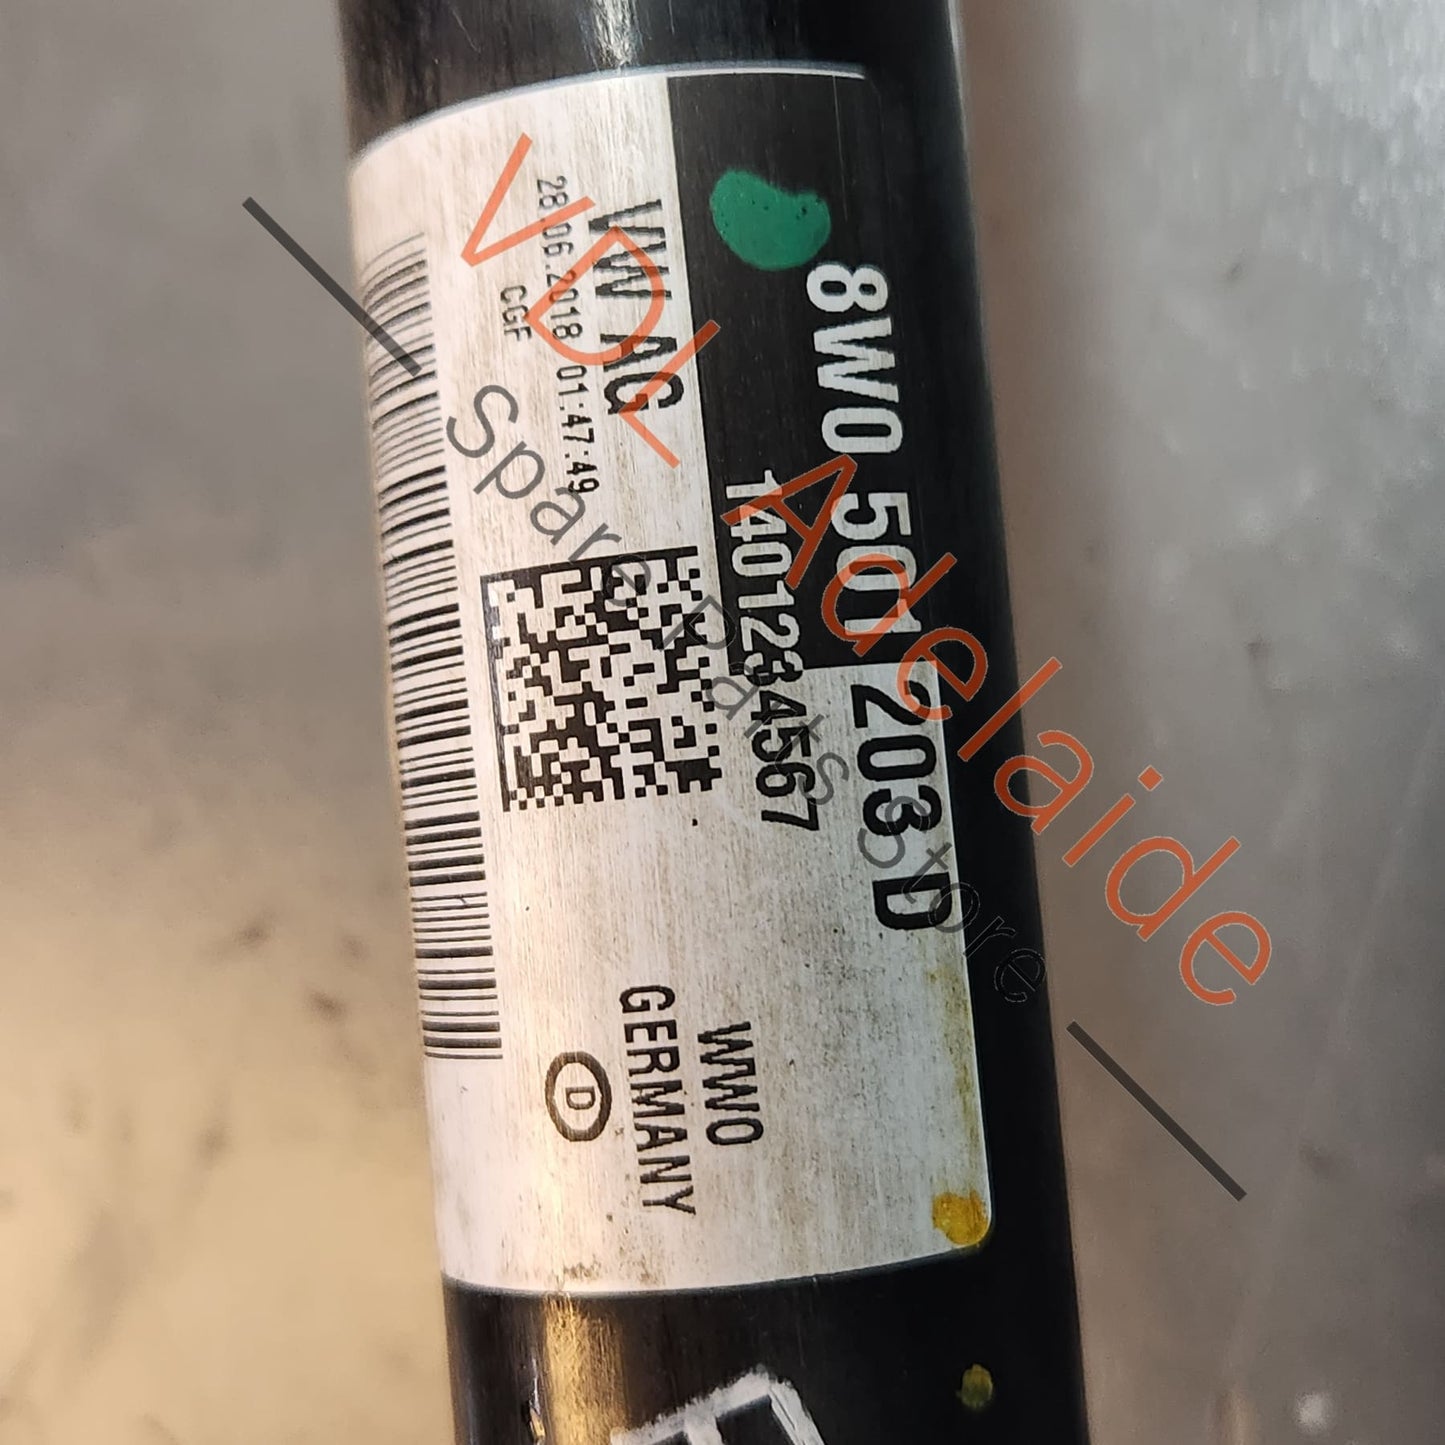 8W0 501 203 D
1401234567
VW AG
28.06.2018 01:47:49
CGF
WWO
GERMANY
D
VDL Adelaide
Spare Parts Store